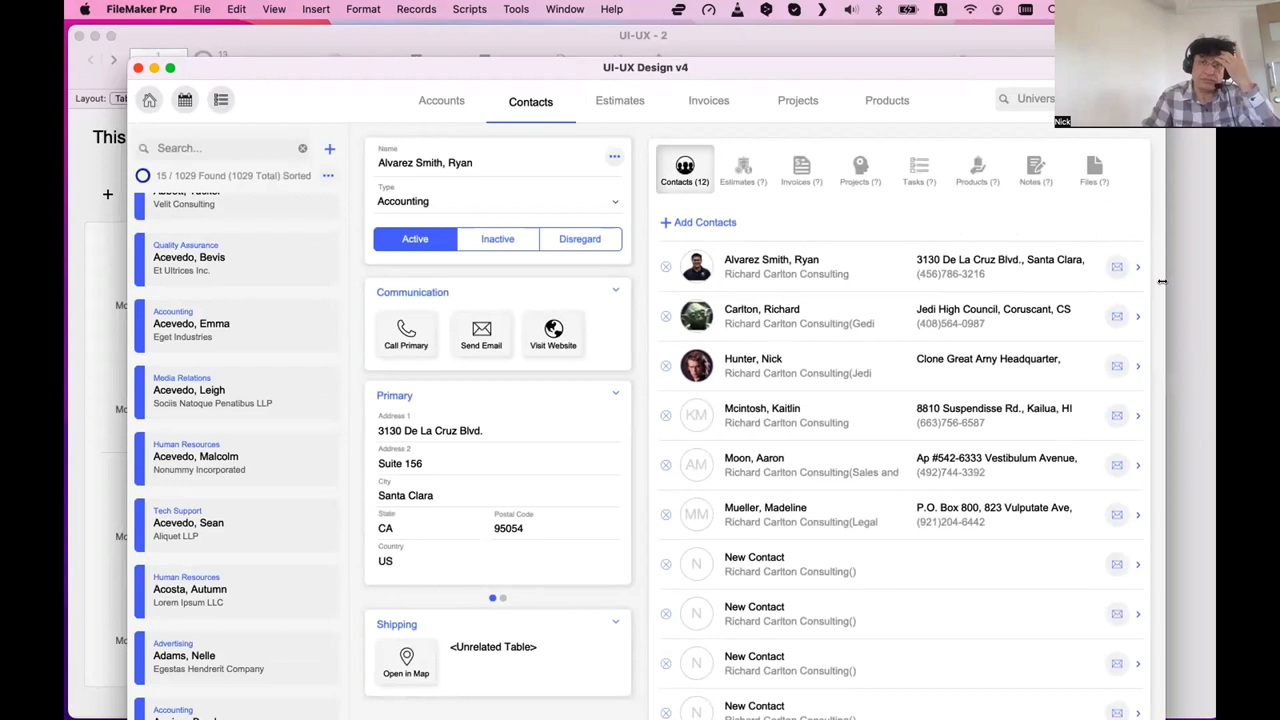 FileMaker Pro File Edit View Insert Format Records Scripts Tools Window Help A
UI-UX - 2
1
13
Layout: Tab
This
UI-UX Design v4
Accounts Contacts Estimates Invoices Projects Products
Nick
Search...
15 / 1029 Found (1029 Total) Sorted
Velit Consulting
Quality Assurance
Acevedo, Bevis
Et Ultrices Inc.
Accounting
Acevedo, Emma
Eget Industries
Media Relations
Acevedo, Leigh
Sociis Natoque Penatibus LLP
Human Resources
Acevedo, Malcolm
Nonummy Incorporated
Tech Support
Acevedo, Sean
Aliquet LLP
Human Resources
Acosta, Autumn
Lorem Ipsum LLC
Advertising
Adams, Nelle
Egestas Hendrerit Company
Accounting
Name
Alvarez Smith, Ryan
Type
Accounting
Active Inactive Disregard
Communication
Call Primary Send Email Visit Website
Primary
Address 1
3130 De La Cruz Blvd.
Address 2
Suite 156
City
Santa Clara
State Postal Code
CA 95054
Country
US
Shipping
<Unrelated Table>
Open in Map
Contacts (12) Estimates (?) Invoices (?) Projects (?) Tasks (?) Products (?) Notes (?) Files (?)
+ Add Contacts
Alvarez Smith, Ryan 3130 De La Cruz Blvd., Santa Clara,
Richard Carlton Consulting (456)786-3216
Carlton, Richard Jedi High Council, Coruscant, CS
Richard Carlton Consulting(Gedi (408)564-0987
Hunter, Nick Clone Great Arny Headquarter,
Richard Carlton Consulting(Jedi
KM Mcintosh, Kaitlin 8810 Suspendisse Rd., Kailua, HI
Richard Carlton Consulting (663)756-6587
AM Moon, Aaron Ap #542-6333 Vestibulum Avenue,
Richard Carlton Consulting(Sales and (492)744-3392
MM Mueller, Madeline P.O. Box 800, 823 Vulputate Ave,
Richard Carlton Consulting(Legal (921)204-6442
N New Contact
Richard Carlton Consulting()
N New Contact
Richard Carlton Consulting()
N New Contact
Richard Carlton Consulting()
New Contact